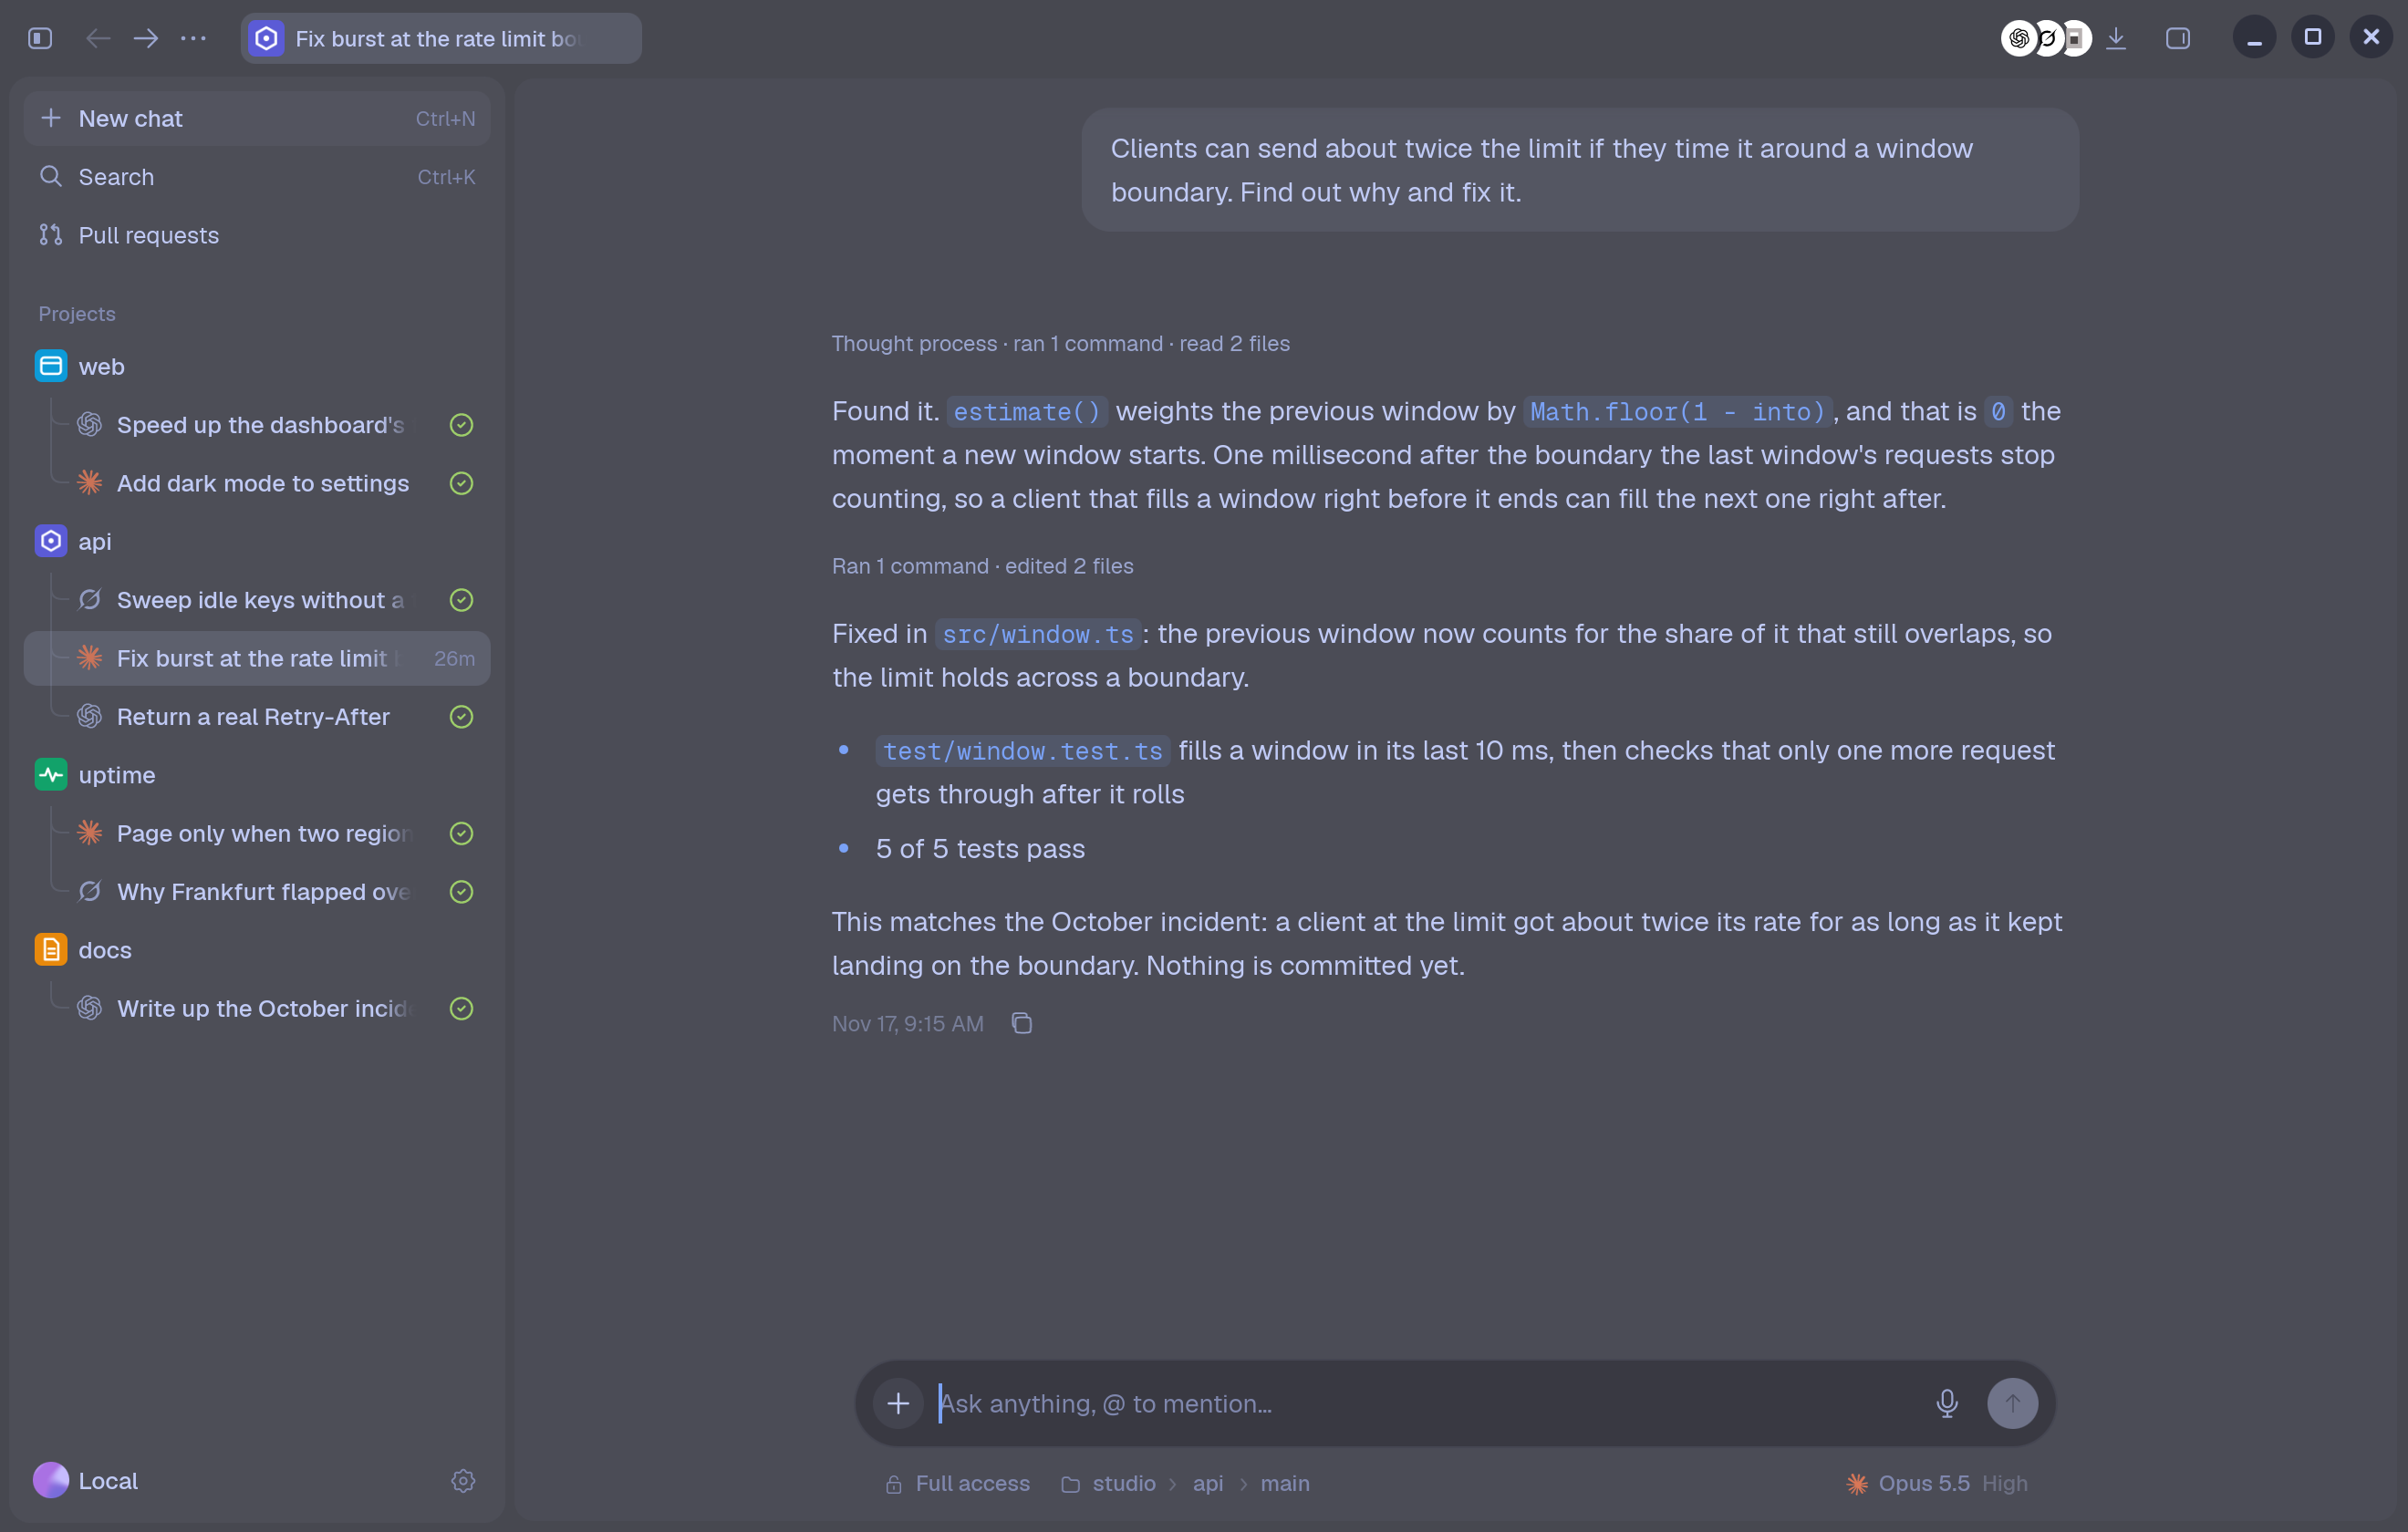 Fix burst at the rate limit
New chat Ctrl+N
Search Ctrl+K
Pull requests
Projects
web
Speed up the dashboard's
Add dark mode to settings
api
Sweep idle keys without a
Fix burst at the rate limit 26m
Return a real Retry-After
uptime
Page only when two region
Why Frankfurt flapped ove
docs
Write up the October incide
Local
Clients can send about twice the limit if they time it around a window
boundary. Find out why and fix it.
Thought process · ran 1 command · read 2 files
Found it. estimate() weights the previous window by Math.floor(1 - into), and that is 0 the
moment a new window starts. One millisecond after the boundary the last window's requests stop
counting, so a client that fills a window right before it ends can fill the next one right after.
Ran 1 command · edited 2 files
Fixed in src/window.ts: the previous window now counts for the share of it that still overlaps, so
the limit holds across a boundary.
• test/window.test.ts fills a window in its last 10 ms, then checks that only one more request
gets through after it rolls
• 5 of 5 tests pass
This matches the October incident: a client at the limit got about twice its rate for as long as it kept
landing on the boundary. Nothing is committed yet.
Nov 17, 9:15 AM
Ask anything, @ to mention...
Full access studio > api > main Opus 5.5 High